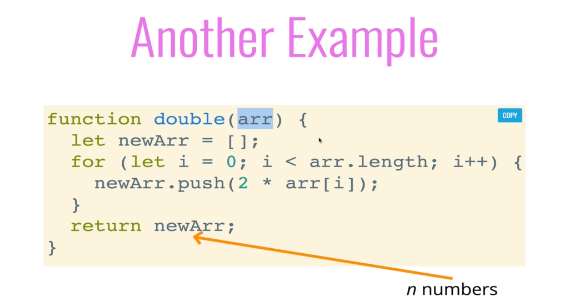 Another Example
COPY
function double(arr) {
let newArr = [];
for (let i = 0; i < arr.length; i++) {
newArr.push(2 * arr[i]);
}
return newArr;
}
n numbers